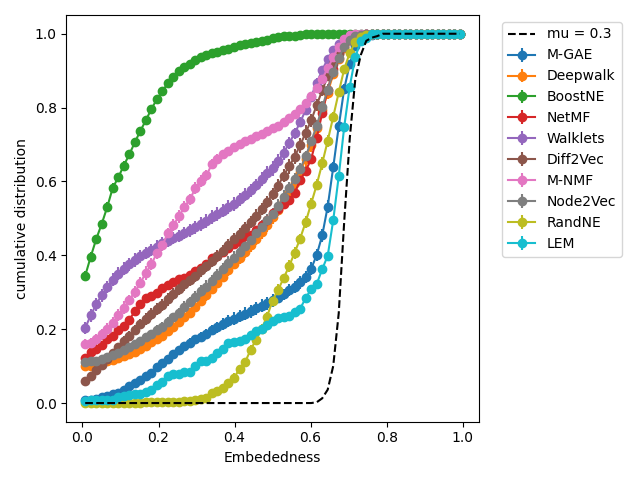 1.0
0.8
0.6
0.4
0.2
0.0
cumulative distribution
0.0 0.2 0.4 0.6 0.8 1.0
Embededness
mu = 0.3
M-GAE
Deepwalk
BoostNE
NetMF
Walklets
Diff2Vec
M-NMF
Node2Vec
RandNE
LEM